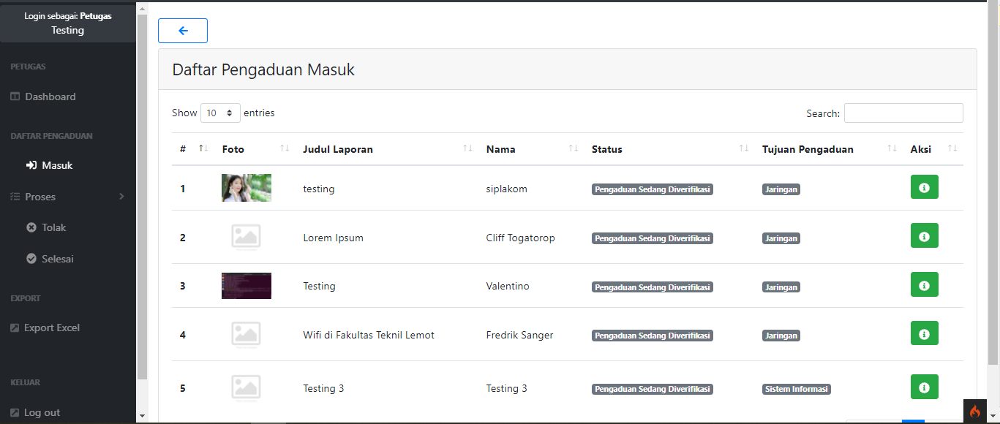 Login sebagai: Petugas
Testing
PETUGAS
Dashboard
DAFTAR PENGADUAN
Masuk
Proses
Tolak
Selesai
EXPORT
Export Excel
KELUAR
Log out
Daftar Pengaduan Masuk
Show 10 entries
Search:
# Foto Judul Laporan Nama Status Tujuan Pengaduan Aksi
1 testing siplakom Pengaduan Sedang Diverifikasi Jaringan
2 Lorem Ipsum Cliff Togatorop Pengaduan Sedang Diverifikasi Jaringan
3 Testing Valentino Pengaduan Sedang Diverifikasi Jaringan
4 Wifi di Fakultas Teknil Lemot Fredrik Sanger Pengaduan Sedang Diverifikasi Jaringan
5 Testing 3 Testing 3 Pengaduan Sedang Diverifikasi Sistem Informasi